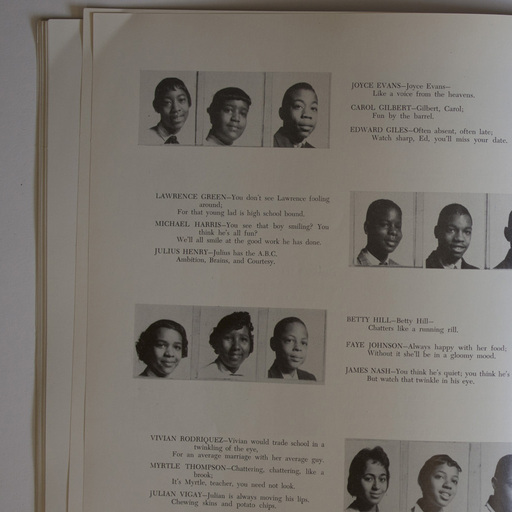 JOYCE EVANS—Joyce Evans—
Like a voice from the heavens.
CAROL GILBERT—Gilbert, Carol;
Fun by the barrel.
EDWARD GILES—Often absent, often late;
Watch sharp, Ed, you'll miss your date.
LAWRENCE GREEN—You don't see Lawrence fooling
around;
For that young lad is high school bound.
MICHAEL HARRIS—You see that boy smiling? You
think he's all fun?
We'll all smile at the good work he has done.
JULIUS HENRY—Julius has the A.B.C.
Ambition, Brains, and Courtesy.
BETTY HILL—Betty Hill—
Chatters like a running rill.
FAYE JOHNSON—Always happy with her food;
Without it she'll be in a gloomy mood.
JAMES NASH—You think he's quiet; you think he's
But watch that twinkle in his eye.
VIVIAN RODRIQUEZ—Vivian would trade school in a
twinkling of the eye,
For an average marriage with her average guy.
MYRTLE THOMPSON—Chattering, chattering, like a
brook;
It's Myrtle, teacher, you need not look.
JULIAN VIGAY—Julian is always moving his lips,
Chewing skins and potato chips.